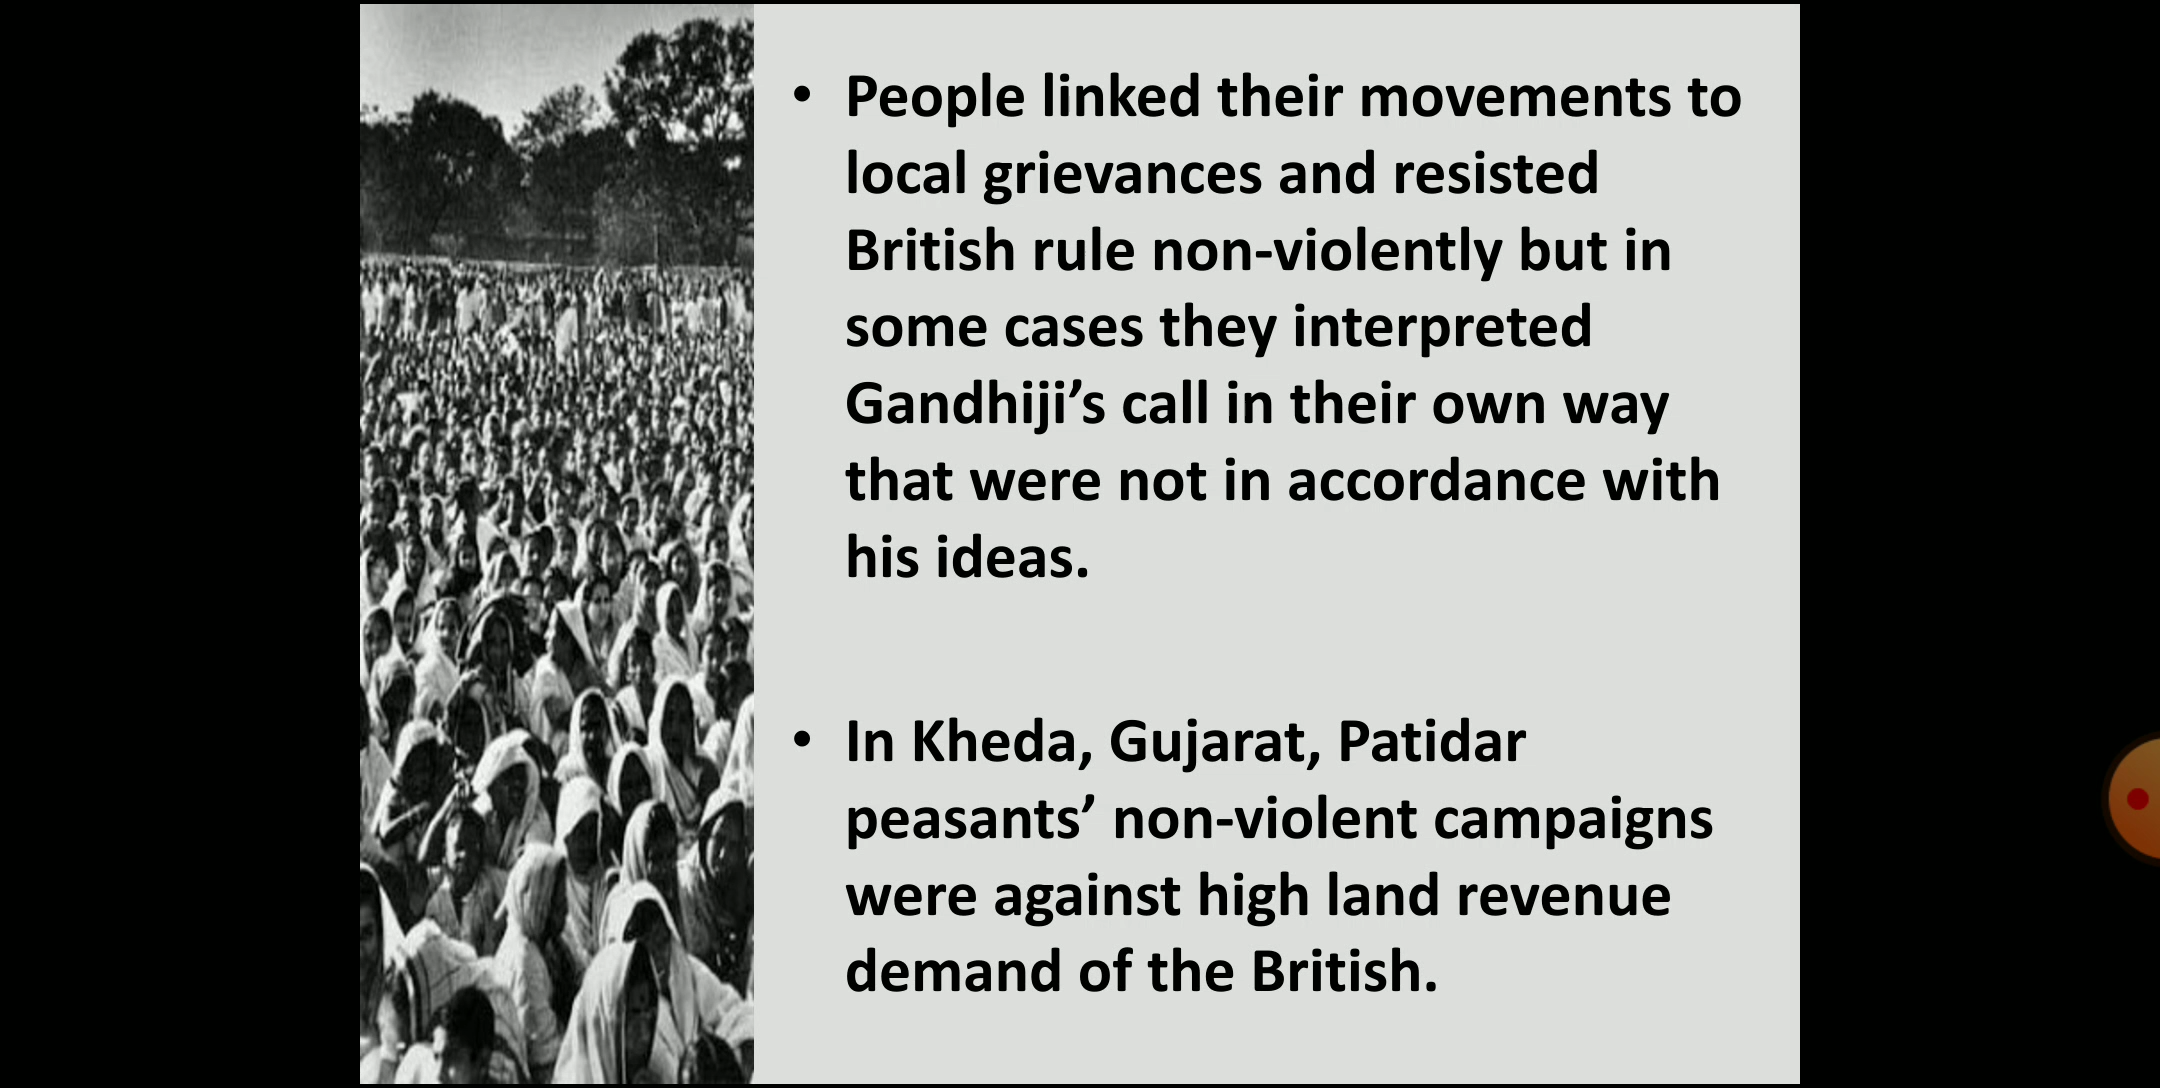 • People linked their movements to
local grievances and resisted
British rule non-violently but in
some cases they interpreted
Gandhiji’s call in their own way
that were not in accordance with
his ideas.
• In Kheda, Gujarat, Patidar
peasants’ non-violent campaigns
were against high land revenue
demand of the British.